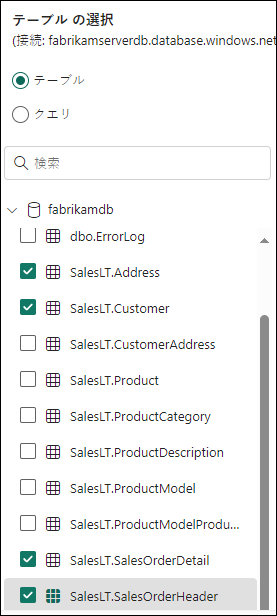 テーブル の選択
(接続: fabrikamserverdb.database.windows.net
テーブル
クエリ
検索
fabrikamdb
dbo.ErrorLog
SalesLT.Address
SalesLT.Customer
SalesLT.CustomerAddress
SalesLT.Product
SalesLT.ProductCategory
SalesLT.ProductDescription
SalesLT.ProductModel
SalesLT.ProductModelProdu...
SalesLT.SalesOrderDetail
SalesLT.SalesOrderHeader